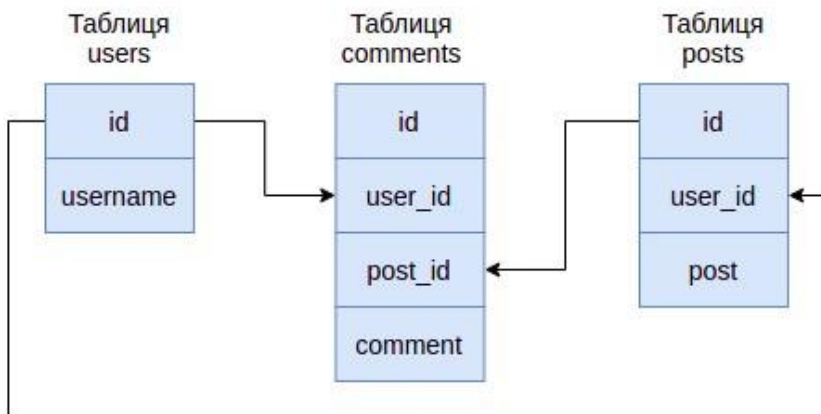 Таблиця
users
id
username
Таблиця
comments
id
user_id
post_id
comment
Таблиця
posts
id
user_id
post